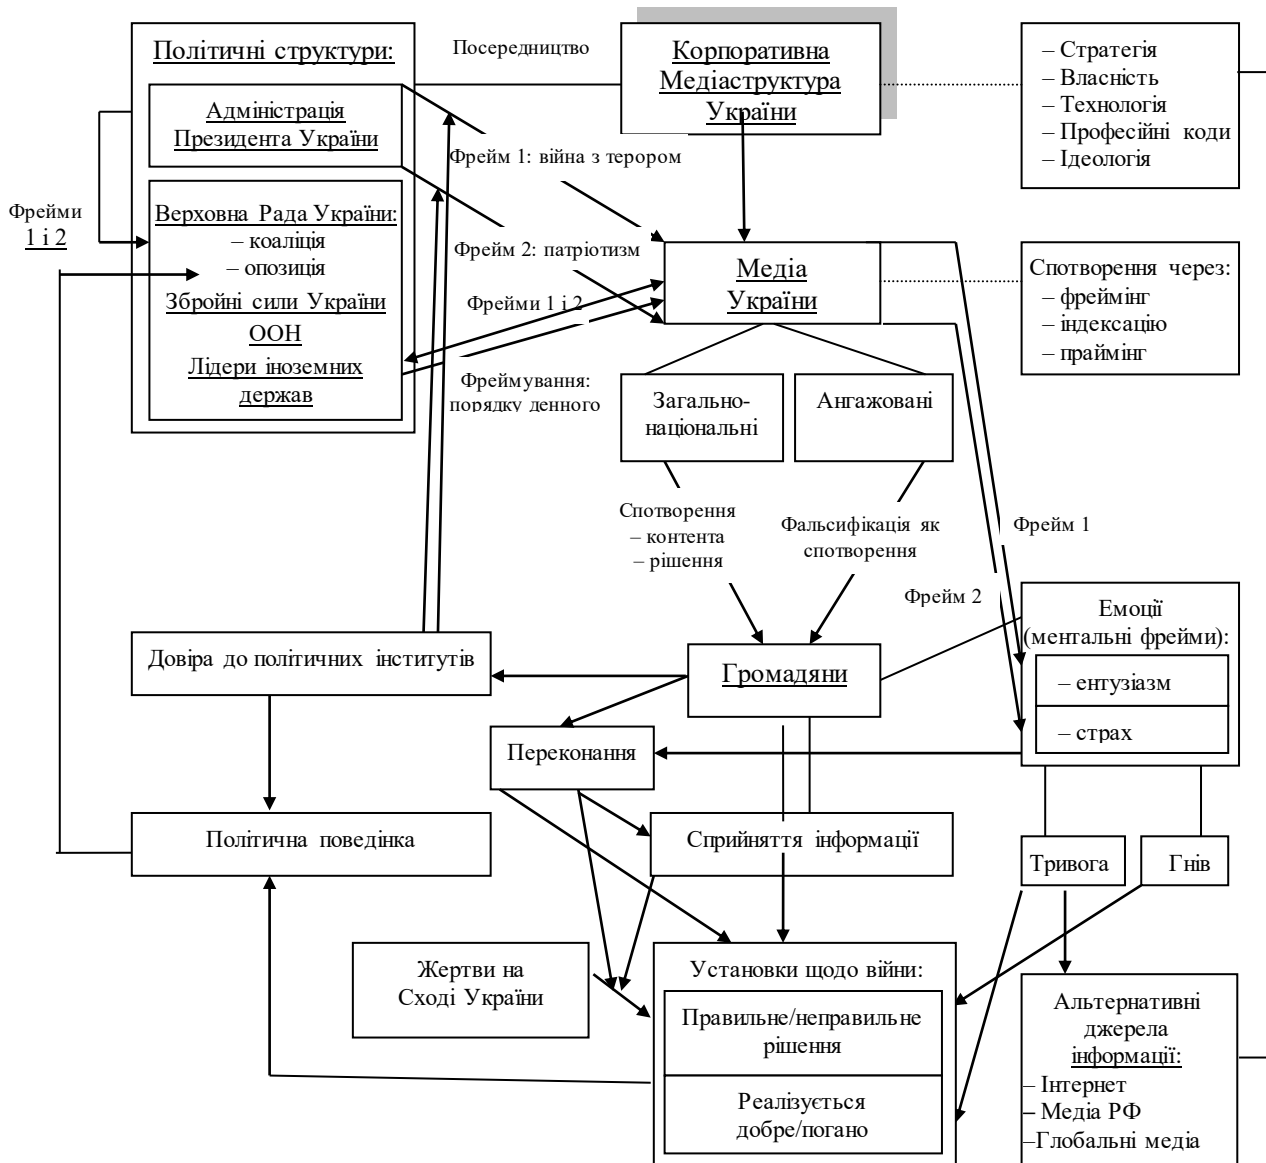 Політичні структури:
Адміністрація
Президента України
Верховна Рада України:
– коаліція
– опозиція
Збройні сили України
ООН
Лідери іноземних
держав
Фрейми
1 і 2
Посередництво
Корпоративна
Медіаструктура
України
– Стратегія
– Власність
– Технологія
– Професійні коди
– Ідеологія
Фрейм 1: війна з терором
Фрейм 2: патріотизм
Фрейми 1 і 2
Фреймування:
порядку денного
Медіа
України
Спотворення через:
– фреймінг
– індексацію
– праймінг
Загально-
національні
Ангажовані
Спотворення
– контента
– рішення
Фальсифікація як
спотворення
Фрейм 1
Фрейм 2
Емоції
(ментальні фрейми):
– ентузіазм
– страх
Довіра до політичних інститутів
Громадяни
Переконання
Політична поведінка
Сприйняття інформації
Тривога
Гнів
Жертви на
Сході України
Установки щодо війни:
Правильне/неправильне
рішення
Реалізується
добре/погано
Альтернативні
джерела
інформації:
– Інтернет
– Медіа РФ
–Глобальні медіа